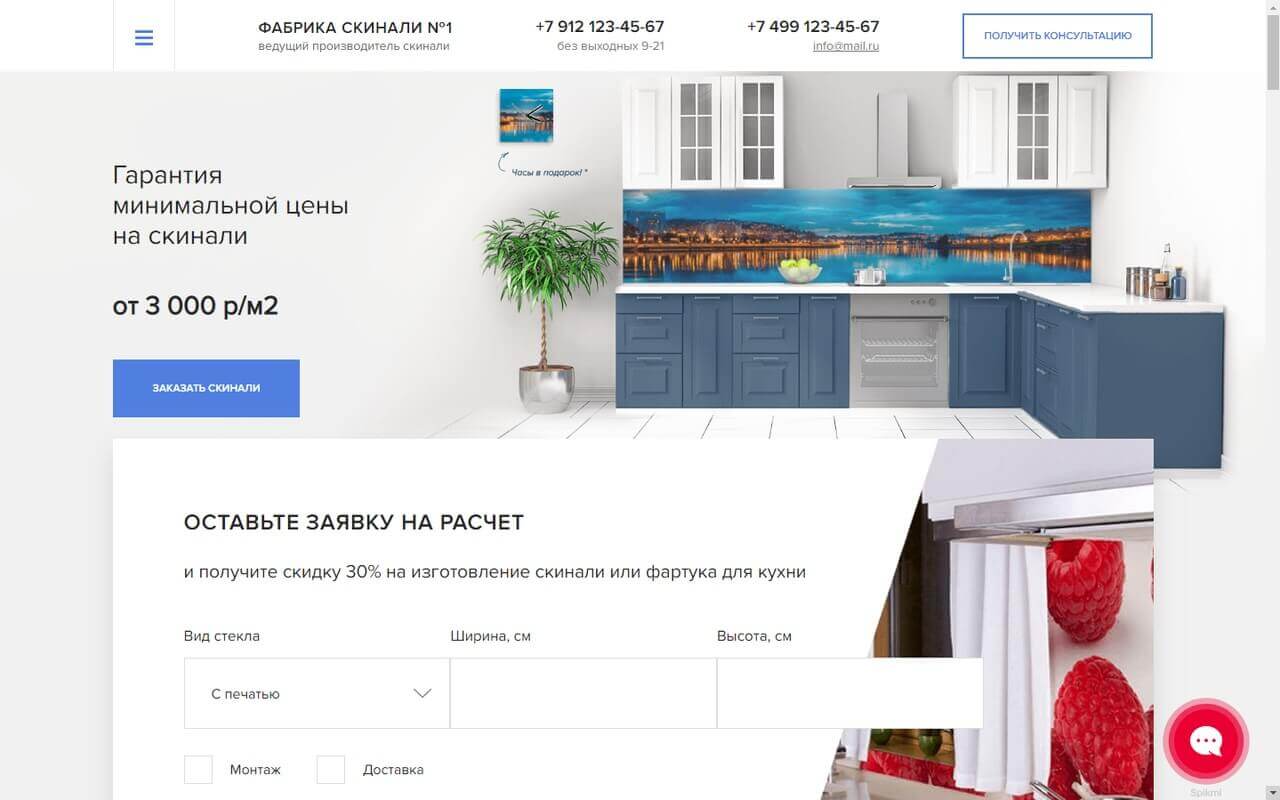 ФАБРИКА СКИНАЛИ №1
ведущий производитель скинали
+7 912 123-45-67
без выходных 9-21
+7 499 123-45-67
info@mail.ru
ПОЛУЧИТЬ КОНСУЛЬТАЦИЮ
Часы в подарок! *
Гарантия
минимальной цены
на скинали
от 3 000 р/м2
ЗАКАЗАТЬ СКИНАЛИ
ОСТАВЬТЕ ЗАЯВКУ НА РАСЧЕТ
и получите скидку 30% на изготовление скинали или фартука для кухни
Вид стекла
Ширина, см
Высота, см
С печатью
Монтаж
Доставка
Spikmi